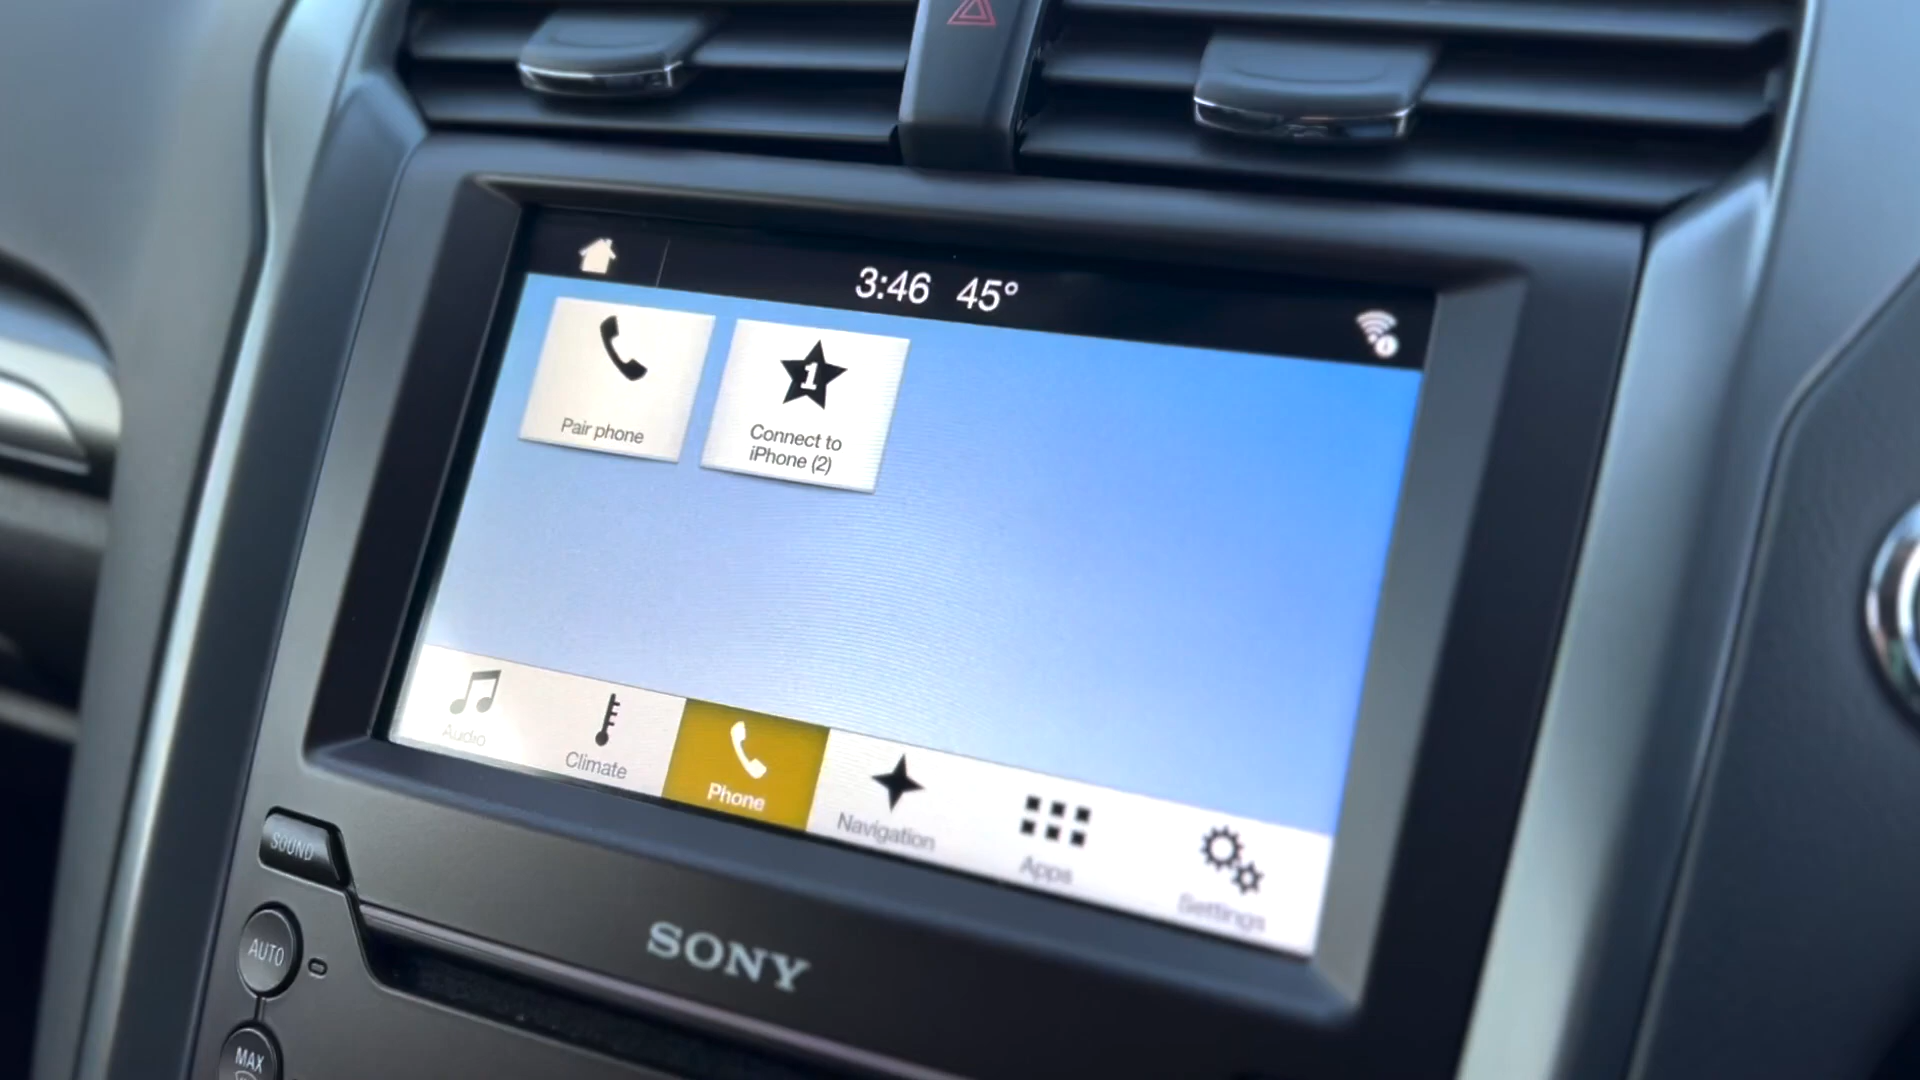 3:46 45°
Pair phone
1
Connect to
iPhone (2)
Audio
Climate
Phone
Navigation
Apps
Settings
SOUND
SONY
AUTO
MAX